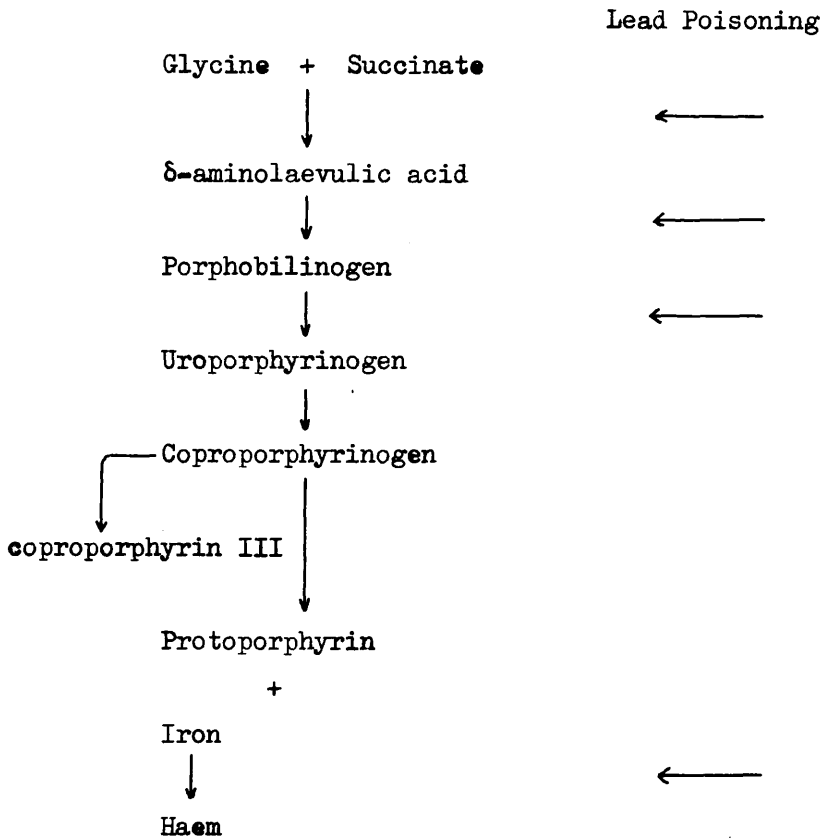 Lead Poisoning
Glycine + Succinate
δ-aminolaevulic acid
Porphobilinogen
Uroporphyrinogen
Coproporphyrinogen
coproporphyrin III
Protoporphyrin
+
Iron
Haem